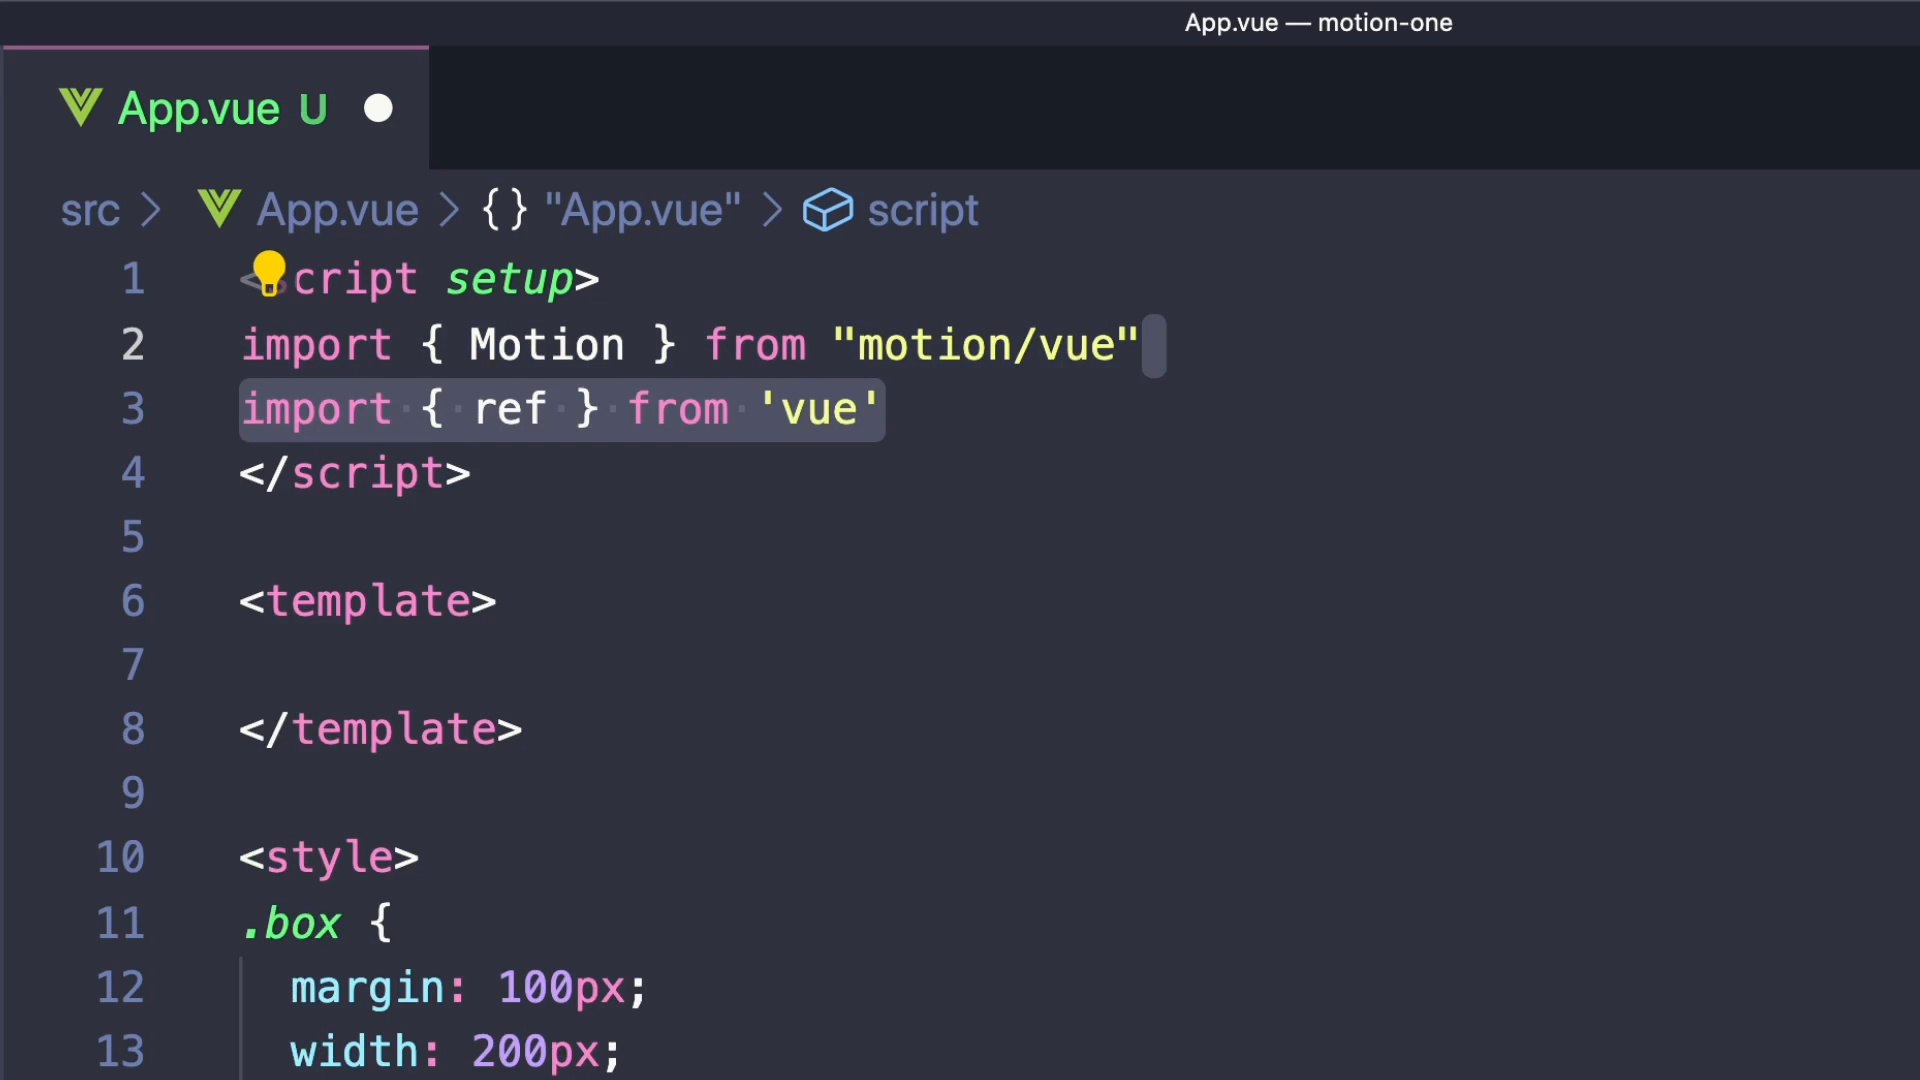 App.vue — motion-one
App.vue U
src > App.vue > {} "App.vue" > script
1 <script setup>
2 import { Motion } from "motion/vue"
3 import { ref } from 'vue'
4 </script>
5
6 <template>
7
8 </template>
9
10 <style>
11 .box {
12 margin: 100px;
13 width: 200px;